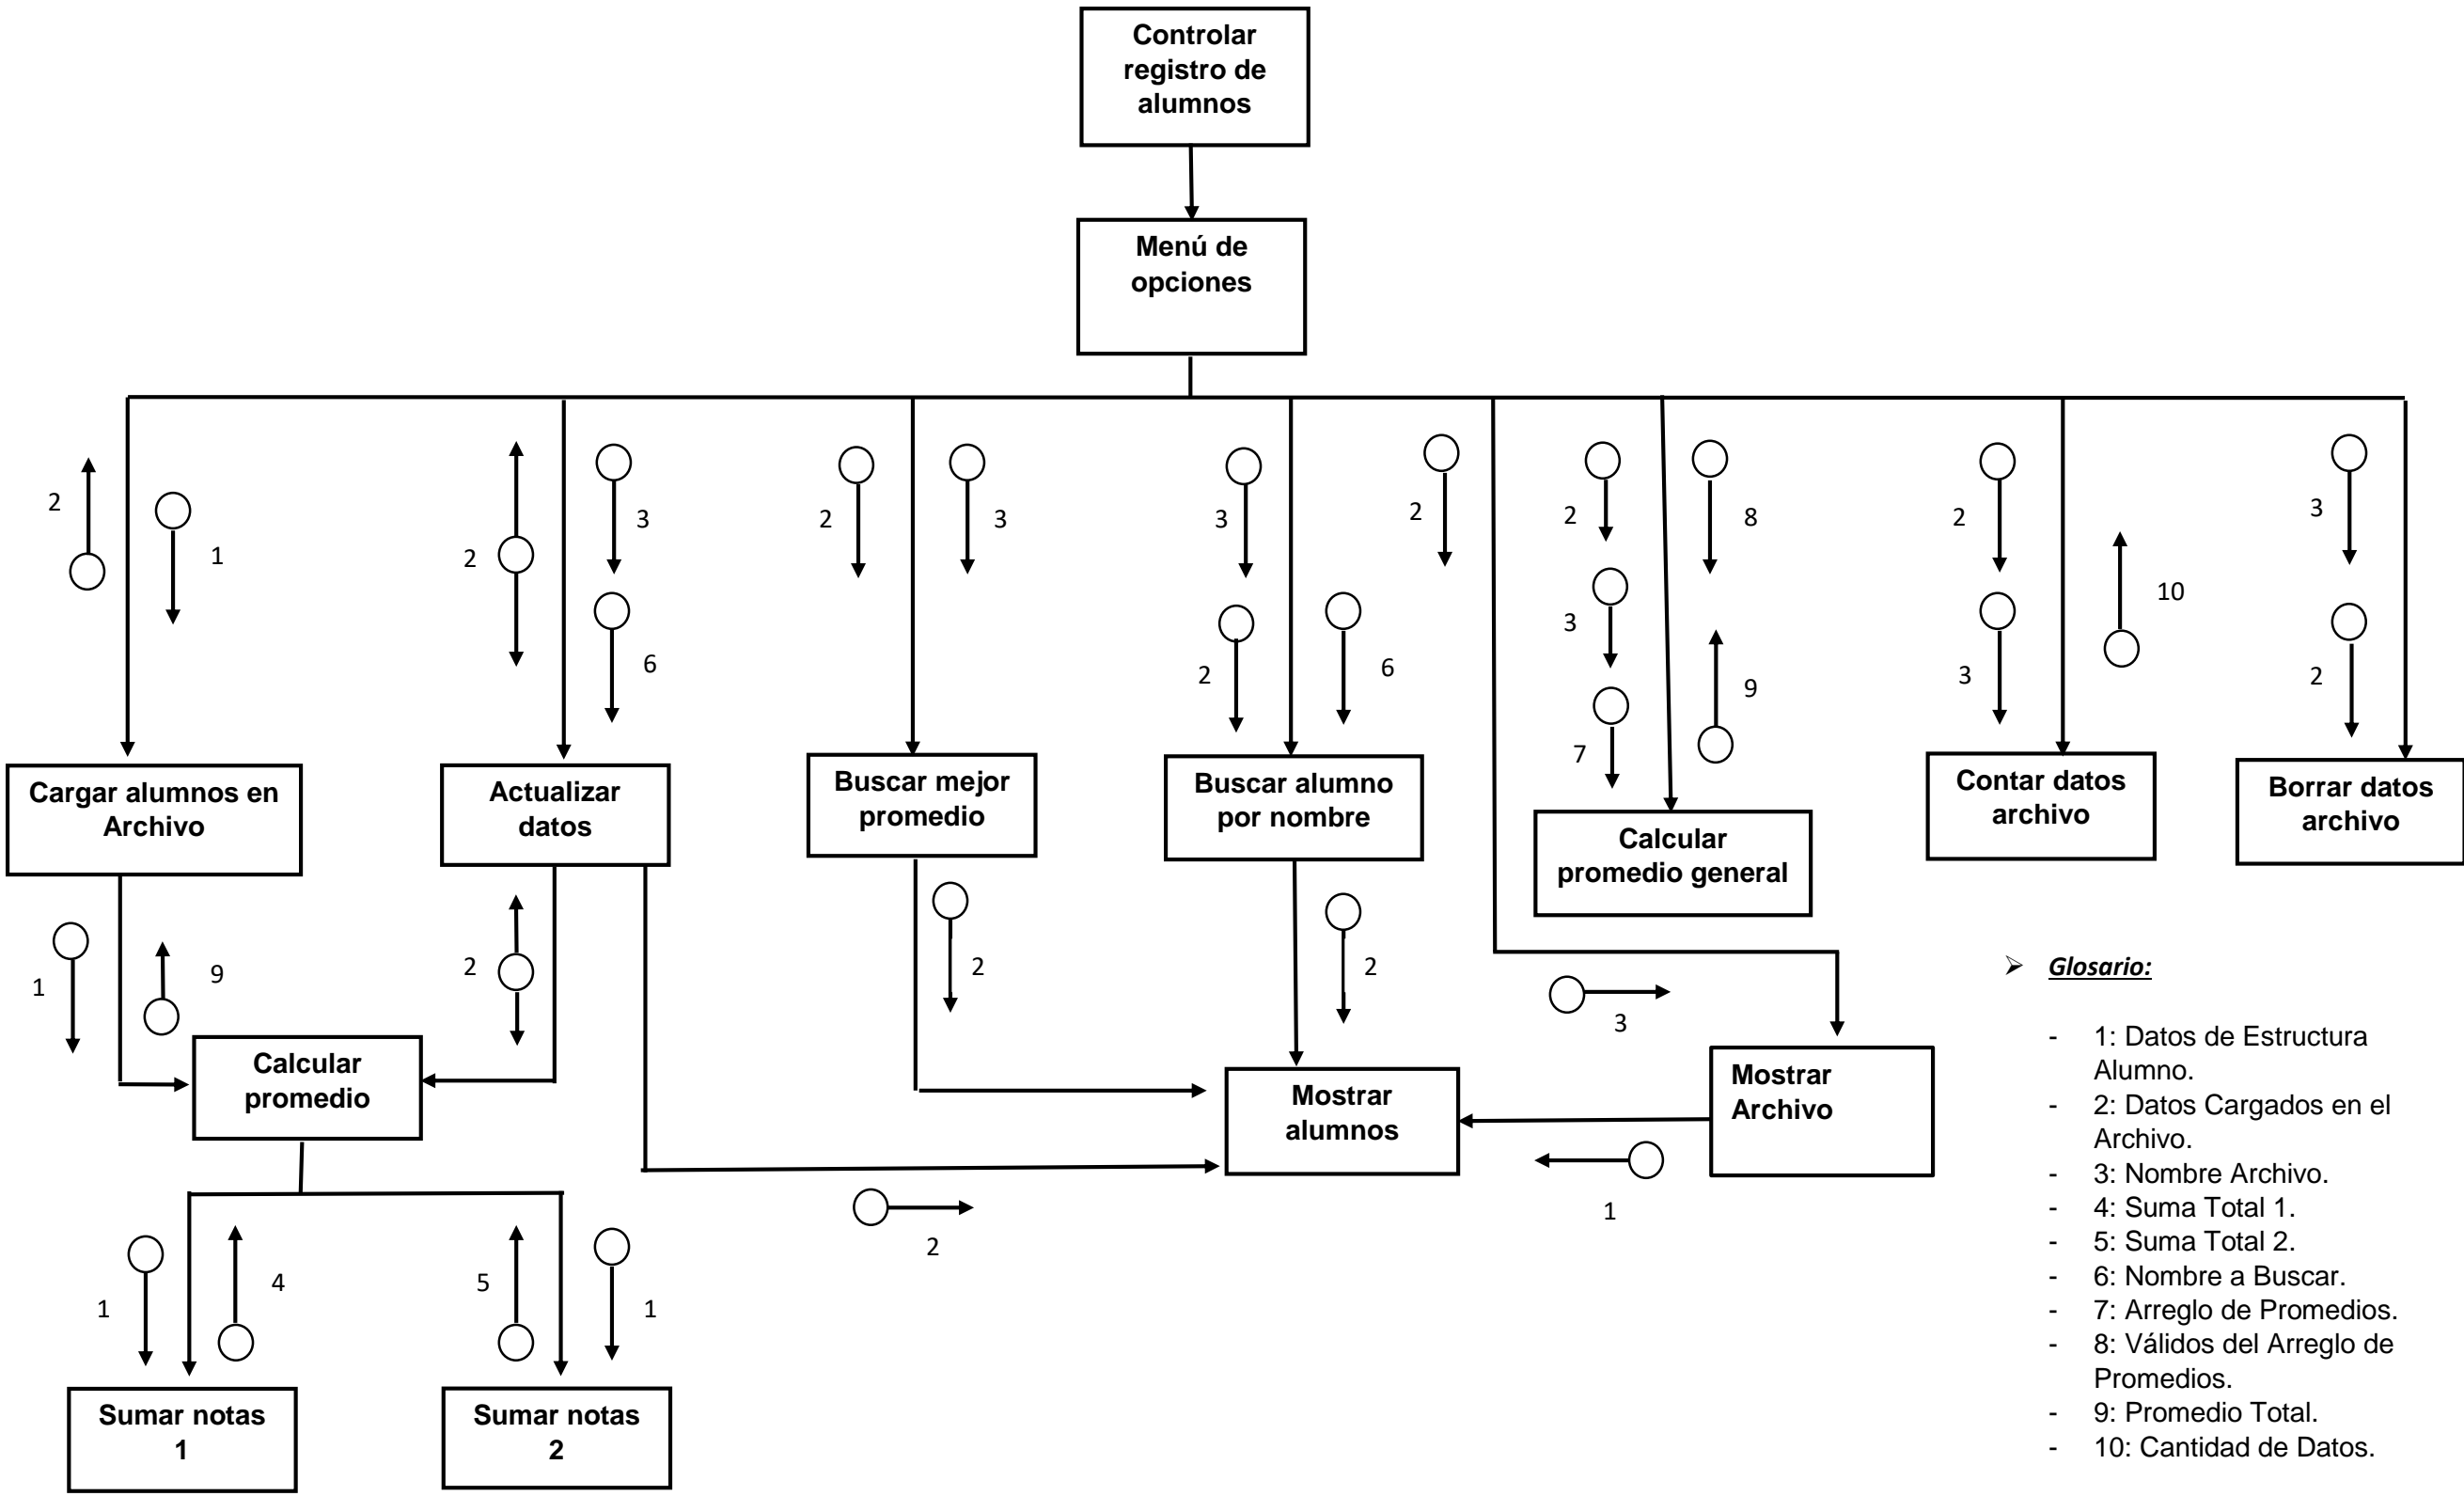 Controlar
registro de
alumnos
Menú de
opciones
2
1
2
3
6
2
3
3
2
6
2
2
3
7
8
9
2
3
10
3
2
Cargar alumnos en
Archivo
Actualizar
datos
Buscar mejor
promedio
Buscar alumno
por nombre
Calcular
promedio general
Contar datos
archivo
Borrar datos
archivo
1
9
2
2
2
3
Calcular
promedio
Mostrar
alumnos
Mostrar
Archivo
2
1
1
4
5
1
Sumar notas
1
Sumar notas
2
➢ Glosario:
- 1: Datos de Estructura
Alumno.
- 2: Datos Cargados en el
Archivo.
- 3: Nombre Archivo.
- 4: Suma Total 1.
- 5: Suma Total 2.
- 6: Nombre a Buscar.
- 7: Arreglo de Promedios.
- 8: Válidos del Arreglo de
Promedios.
- 9: Promedio Total.
- 10: Cantidad de Datos.